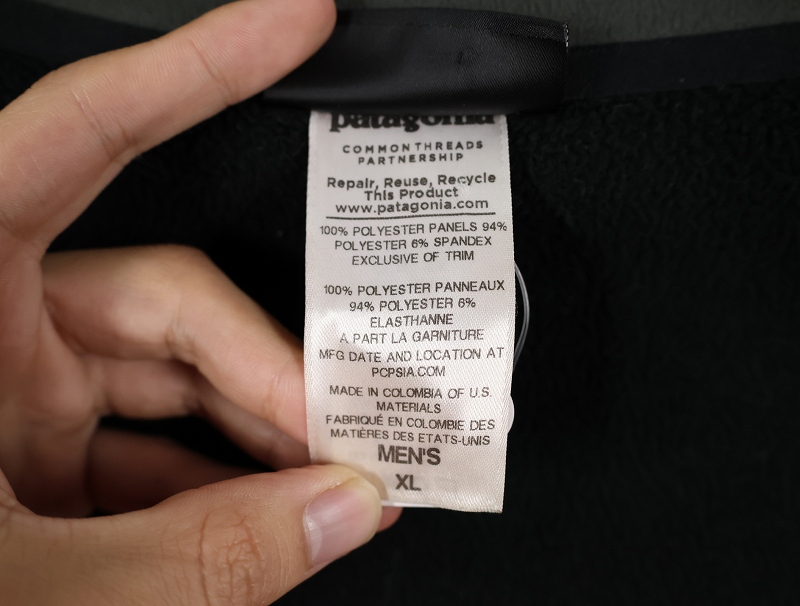 patagonia
COMMON THREADS
PARTNERSHIP
Repair, Reuse, Recycle
This Product
www.patagonia.com
100% POLYESTER PANELS 94%
POLYESTER 6% SPANDEX
EXCLUSIVE OF TRIM
100% POLYESTER PANNEAUX
94% POLYESTER 6%
ELASTHANNE
A PART LA GARNITURE
MFG DATE AND LOCATION AT
PCPSIA.COM
MADE IN COLOMBIA OF U.S.
MATERIALS
FABRIQUÉ EN COLOMBIE DES
MATIÈRES DES ETATS-UNIS
MEN'S
XL